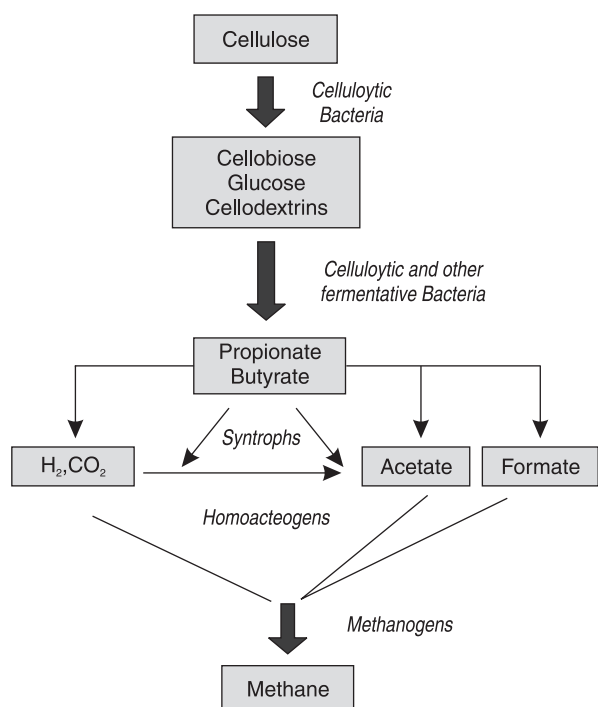 Cellulose
Celluloytic
Bacteria
Cellobiose
Glucose
Cellodextrins
Celluloytic and other
fermentative Bacteria
Propionate
Butyrate
Syntrophs
H₂,CO₂
Acetate
Formate
Homoacteogens
Methanogens
Methane